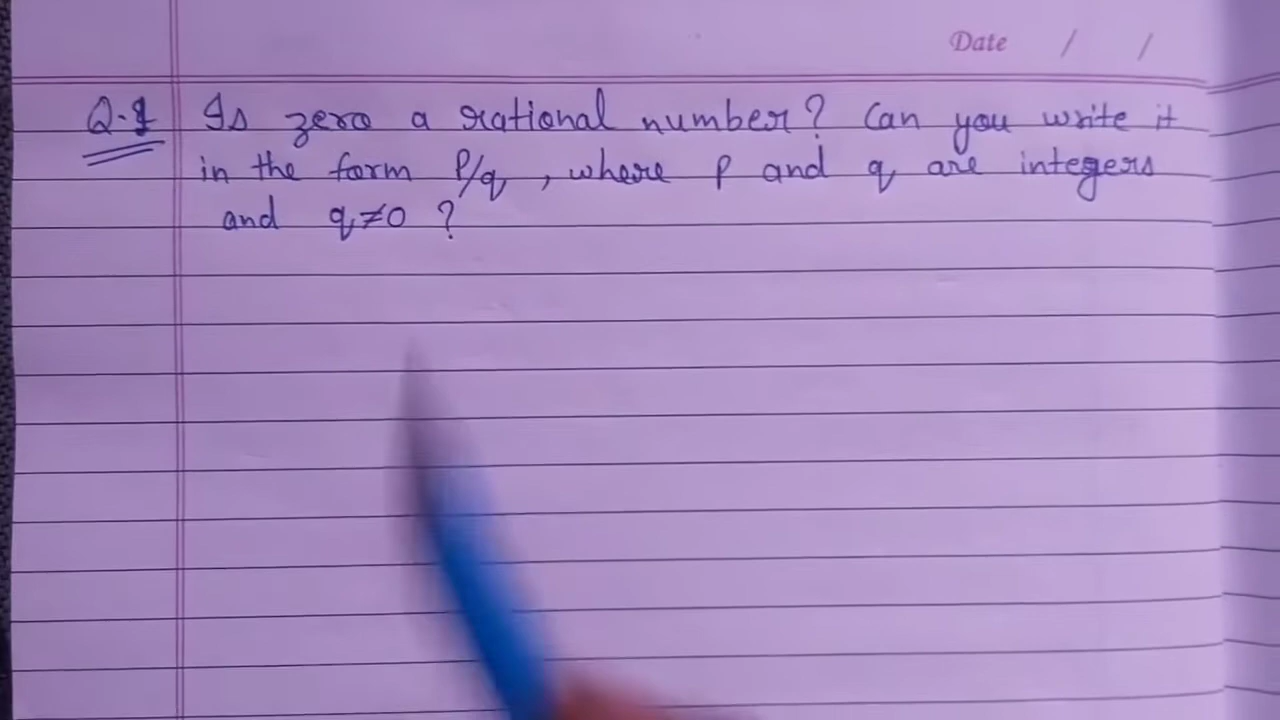 Date / /
Q.1 Is zero a rational number? Can you write it
in the form P/q, where p and q are integers
and q≠0 ?